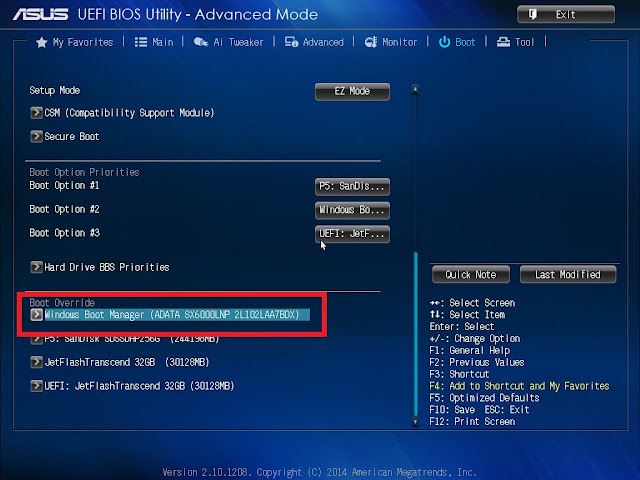 ASUS UEFI BIOS Utility - Advanced Mode
Exit
My Favorites | Main | Ai Tweaker | Advanced | Monitor | Boot | Tool
Setup Mode
EZ Mode
CSM (Compatibility Support Module)
Secure Boot
Boot Option Priorities
Boot Option #1
P5: SanDis...
Boot Option #2
Windows Bo...
Boot Option #3
UEFI: JetF...
Hard Drive BBS Priorities
Boot Override
Windows Boot Manager (ADATA SX6000LNP 2L102LAA7BDX)
P5: SanDisk SDSSDHP256G (244198MB)
JetFlashTranscend 32GB (30128MB)
UEFI: JetFlashTranscend 32GB (30128MB)
Quick Note
Last Modified
→←: Select Screen
↑↓: Select Item
Enter: Select
+/-: Change Option
F1: General Help
F2: Previous Values
F3: Shortcut
F4: Add to Shortcut and My Favorites
F5: Optimized Defaults
F10: Save ESC: Exit
F12: Print Screen
Version 2.10.1208. Copyright (C) 2014 American Megatrends, Inc.